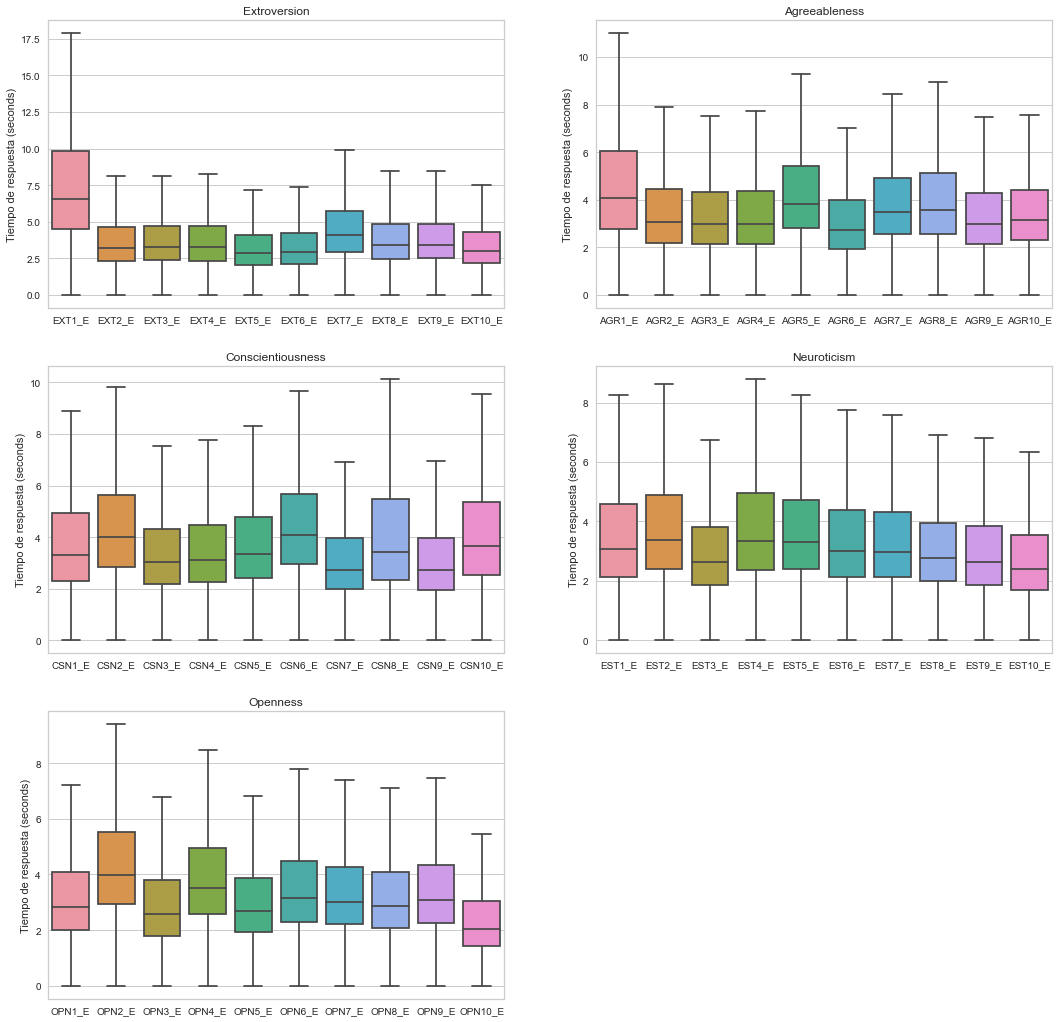 Extroversion
Tiempo de respuesta (seconds)
17.5
15.0
12.5
10.0
7.5
5.0
2.5
0.0
EXT1_E EXT2_E EXT3_E EXT4_E EXT5_E EXT6_E EXT7_E EXT8_E EXT9_E EXT10_E
Agreeableness
Tiempo de respuesta (seconds)
10
8
6
4
2
0
AGR1_E AGR2_E AGR3_E AGR4_E AGR5_E AGR6_E AGR7_E AGR8_E AGR9_E AGR10_E
Conscientiousness
Tiempo de respuesta (seconds)
10
8
6
4
2
0
CSN1_E CSN2_E CSN3_E CSN4_E CSN5_E CSN6_E CSN7_E CSN8_E CSN9_E CSN10_E
Neuroticism
Tiempo de respuesta (seconds)
8
6
4
2
0
EST1_E EST2_E EST3_E EST4_E EST5_E EST6_E EST7_E EST8_E EST9_E EST10_E
Openness
Tiempo de respuesta (seconds)
8
6
4
2
0
OPN1_E OPN2_E OPN3_E OPN4_E OPN5_E OPN6_E OPN7_E OPN8_E OPN9_E OPN10_E